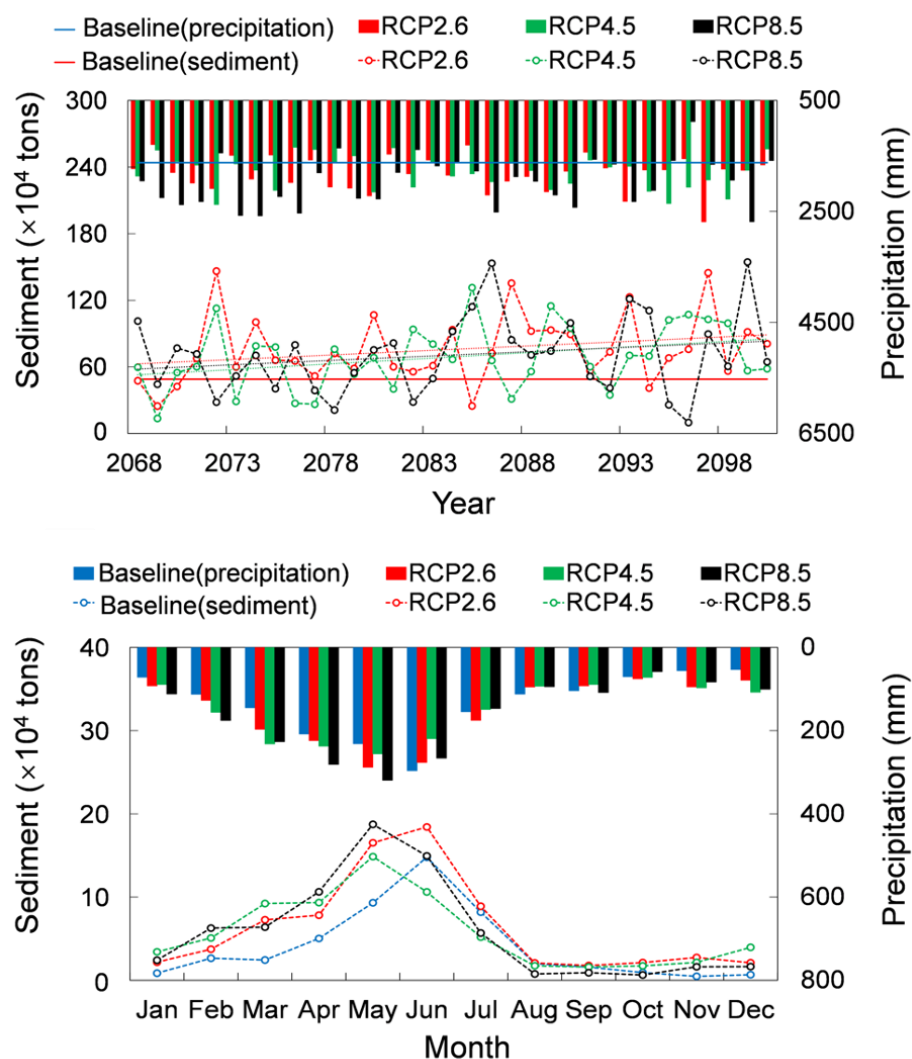 Baseline(precipitation) RCP2.6 RCP4.5 RCP8.5
Baseline(sediment) RCP2.6 RCP4.5 RCP8.5
Sediment (×10⁴ tons)
300
240
180
120
60
0
500
2500
4500
6500
Precipitation (mm)
2068 2073 2078 2083 2088 2093 2098
Year
Baseline(precipitation) RCP2.6 RCP4.5 RCP8.5
Baseline(sediment) RCP2.6 RCP4.5 RCP8.5
Sediment (×10⁴ tons)
40
30
20
10
0
0
200
400
600
800
Precipitation (mm)
Jan Feb Mar Apr May Jun Jul Aug Sep Oct Nov Dec
Month